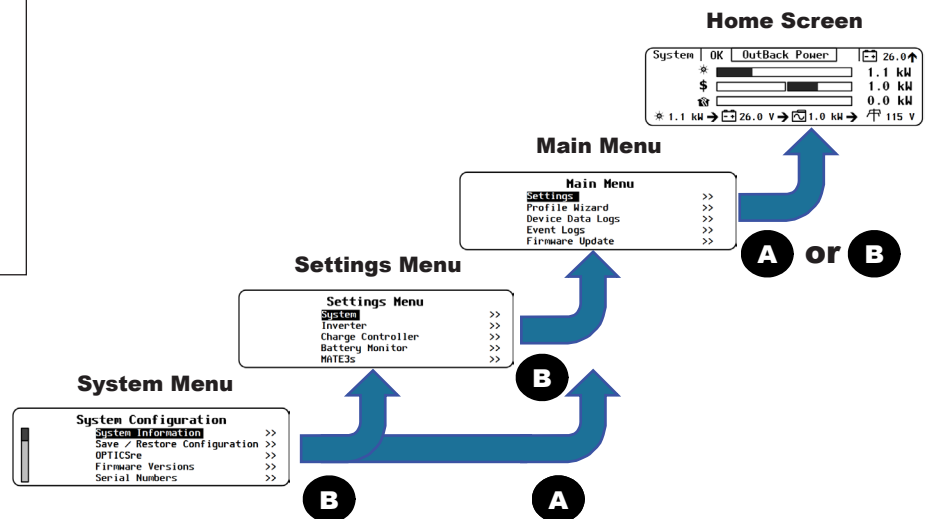 Home Screen
System OK OutBack Power 26.0
1.1 kW
$ 1.0 kW
0.0 kW
1.1 kW 26.0 V 1.0 kW 115 V
Main Menu
Main Menu
Settings >>
Profile Wizard >>
Device Data Logs >>
Event Logs >>
Firmware Update >>
A or B
Settings Menu
Settings Menu
System >>
Inverter >>
Charge Controller >>
Battery Monitor >>
MATE3s >>
B
System Menu
System Configuration
System Information >>
Save / Restore Configuration >>
OPTICSre >>
Firmware Versions >>
Serial Numbers >>
B
A